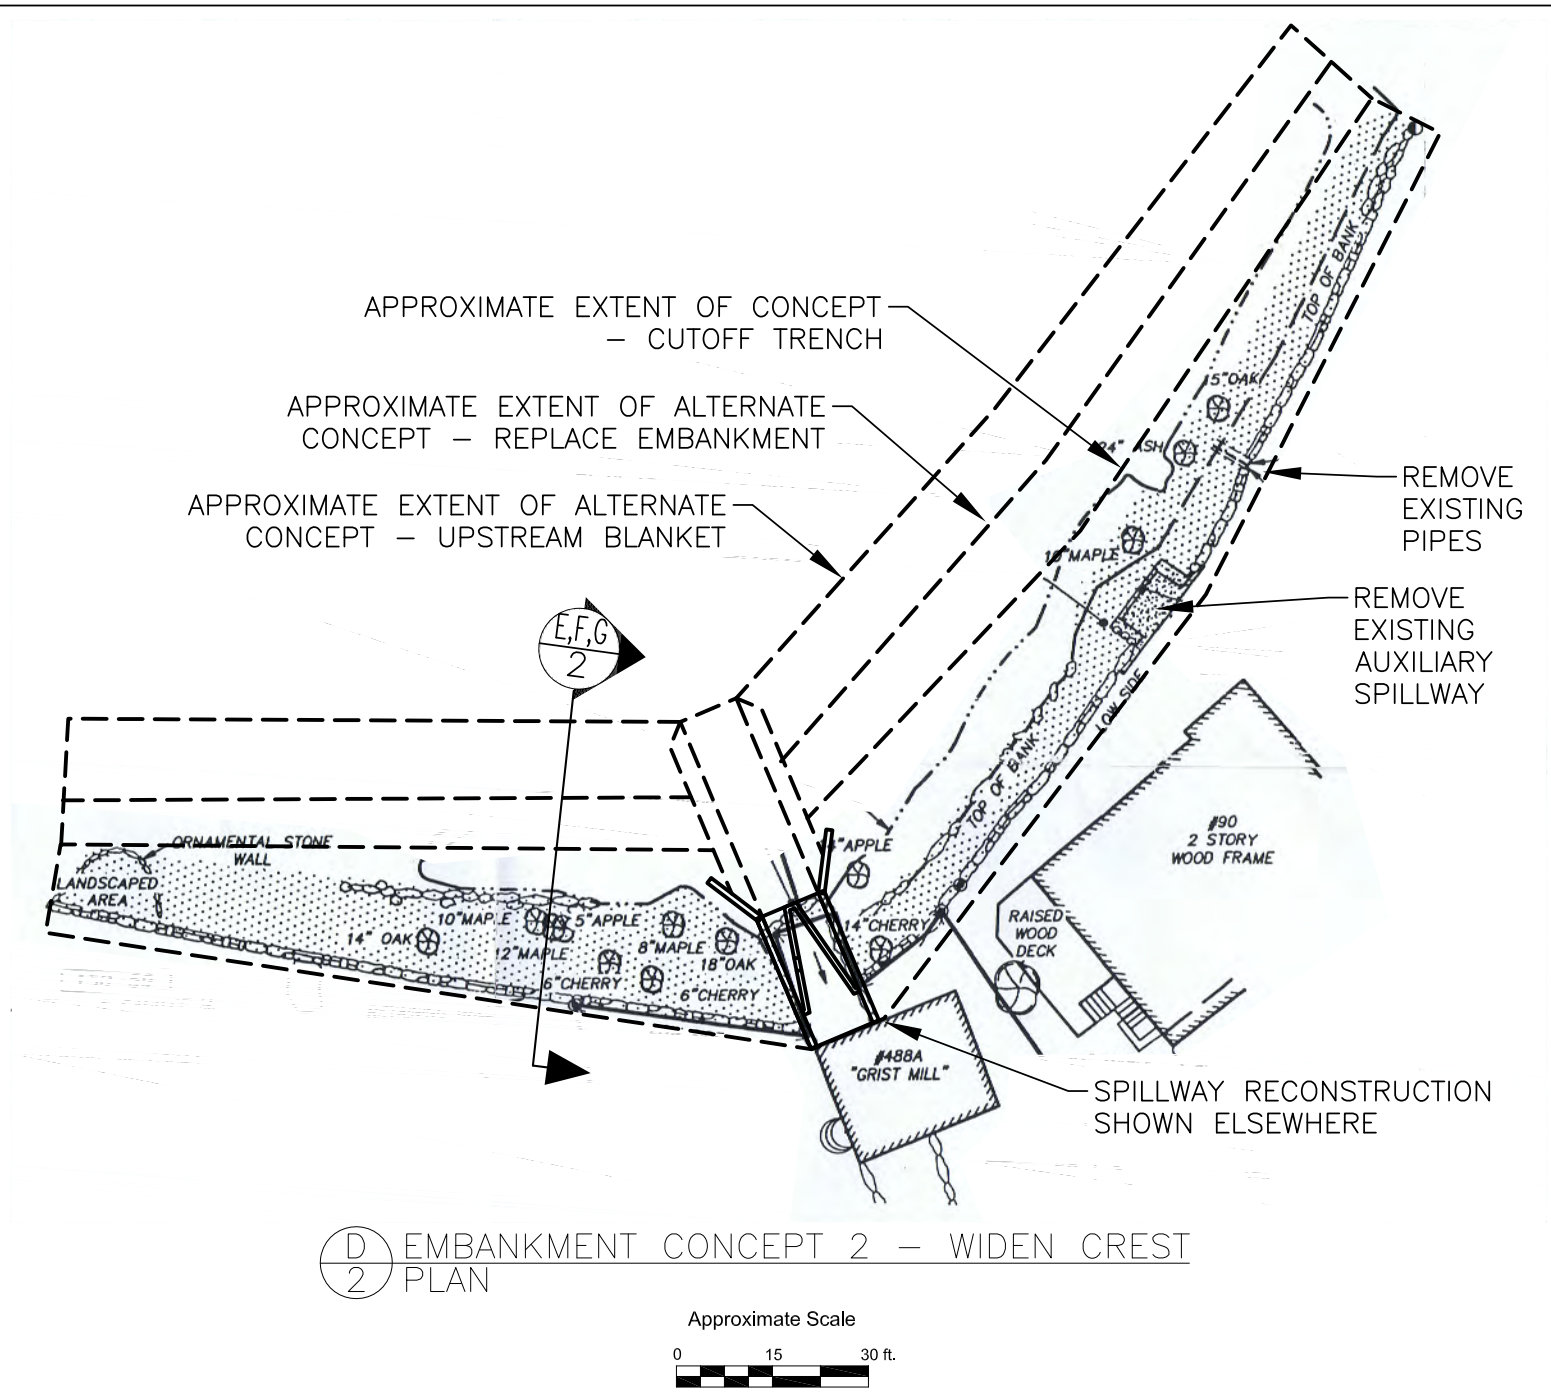 APPROXIMATE EXTENT OF CONCEPT
- CUTOFF TRENCH
APPROXIMATE EXTENT OF ALTERNATE
CONCEPT - REPLACE EMBANKMENT
APPROXIMATE EXTENT OF ALTERNATE
CONCEPT - UPSTREAM BLANKET
TOP OF BANK
15"OAK
24" ASH
REMOVE
EXISTING
PIPES
10"MAPLE
REMOVE
EXISTING
AUXILIARY
SPILLWAY
E,F,G
2
LOW SIDE
TOP OF BANK
#90
2 STORY
WOOD FRAME
ORNAMENTAL STONE
WALL
LANDSCAPED
AREA
APPLE
14" OAK
10"MAPLE
12"MAPLE
5"APPLE
8"MAPLE
18"OAK
6"CHERRY
6"CHERRY
14"CHERRY
RAISED
WOOD
DECK
#488A
"GRIST MILL"
SPILLWAY RECONSTRUCTION
SHOWN ELSEWHERE
D
2
EMBANKMENT CONCEPT 2 - WIDEN CREST
PLAN
Approximate Scale
0 15 30 ft.